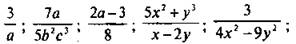 3/a ; 7a/5b²c³ ; 2a-3/8 ; 5x²+y³/x-2y ; 3/4x²-9y² ;